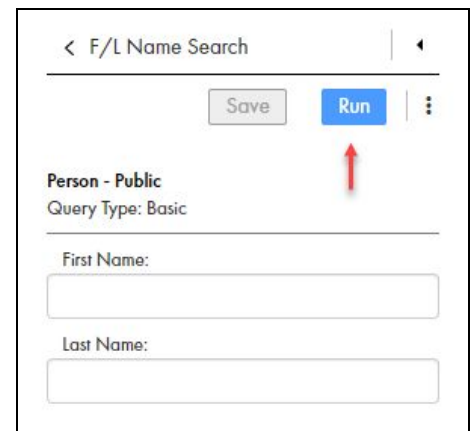 F/L Name Search
Save Run
Person - Public
Query Type: Basic
First Name:
Last Name: